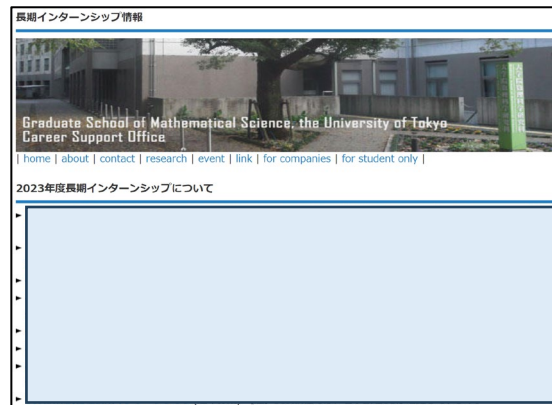 長期インターンシップ情報
Graduate School of Mathematical Science, the University of Tokyo
Career Support Office
| home | about | contact | research | event | link | for companies | for student only |
2023年度長期インターンシップについて